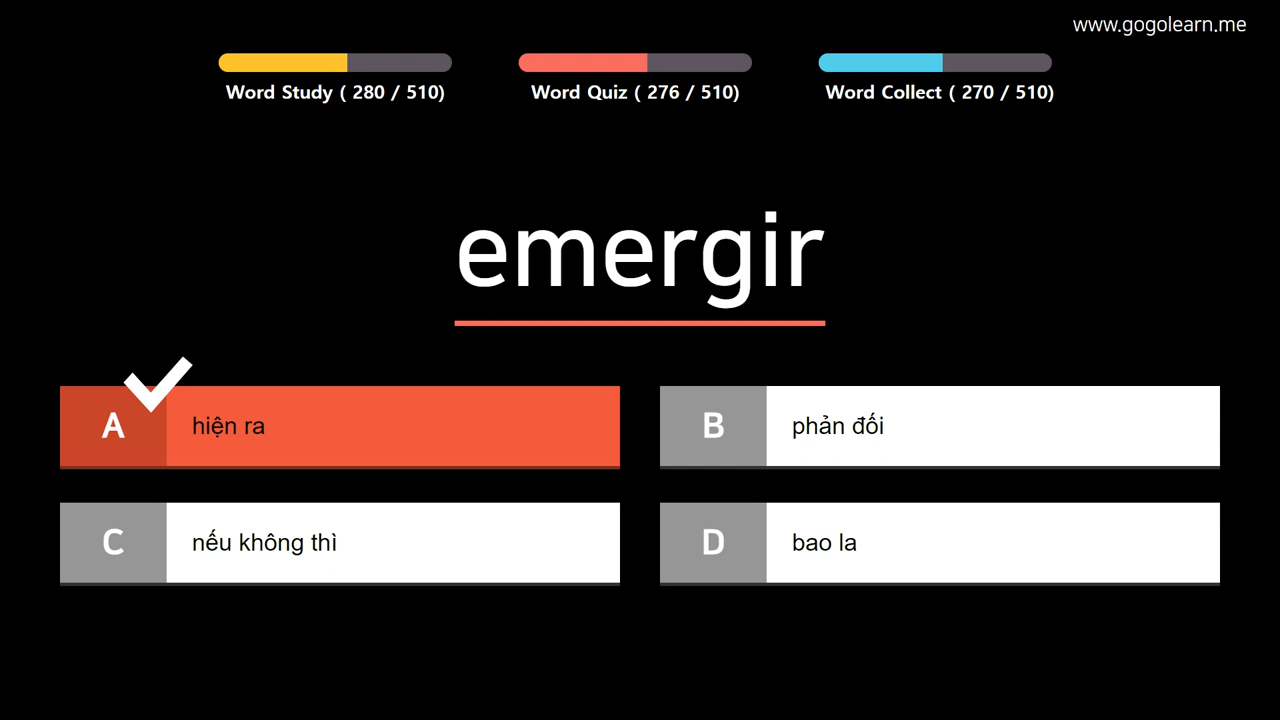 www.gogolearn.me
Word Study ( 280 / 510)
Word Quiz ( 276 / 510)
Word Collect ( 270 / 510)
emergir
A
hiện ra
B
phản đối
C
nếu không thì
D
bao la